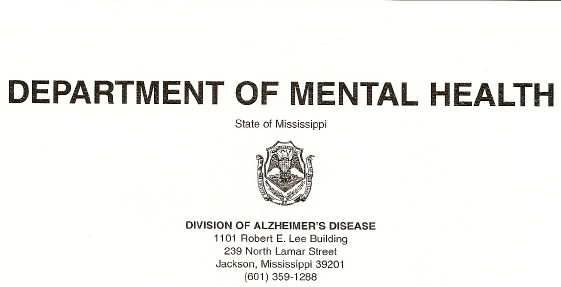 DEPARTMENT OF MENTAL HEALTH
State of Mississippi
DIVISION OF ALZHEIMER'S DISEASE
1101 Robert E. Lee Building
239 North Lamar Street
Jackson, Mississippi 39201
(601) 359-1288